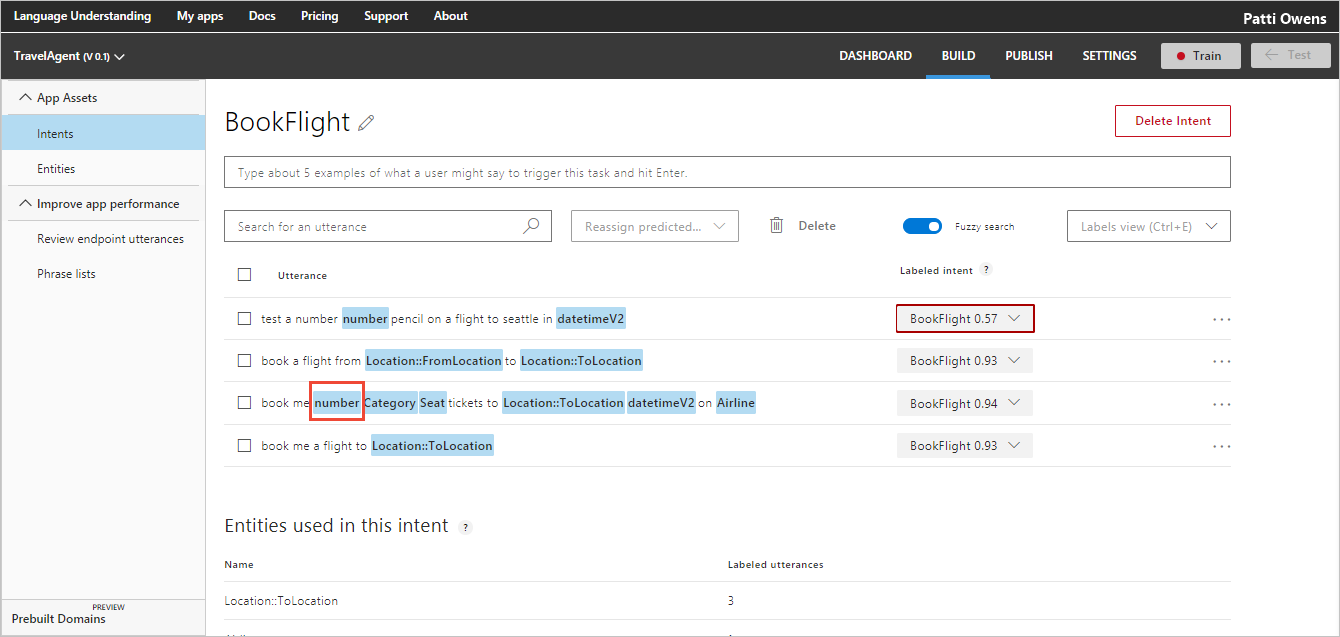 Language Understanding My apps Docs Pricing Support About Patti Owens
TravelAgent (V 0.1) DASHBOARD BUILD PUBLISH SETTINGS Train Test
App Assets
Intents
Entities
Improve app performance
Review endpoint utterances
Phrase lists
PREVIEW
Prebuilt Domains
BookFlight Delete Intent
Type about 5 examples of what a user might say to trigger this task and hit Enter.
Search for an utterance Reassign predicted... Delete Fuzzy search Labels view (Ctrl+E)
Utterance Labeled intent ?
test a number number pencil on a flight to seattle in datetimeV2 BookFlight 0.57 ...
book a flight from Location::FromLocation to Location::ToLocation BookFlight 0.93 ...
book me number Category Seat tickets to Location::ToLocation datetimeV2 on Airline BookFlight 0.94 ...
book me a flight to Location::ToLocation BookFlight 0.93 ...
Entities used in this intent ?
Name Labeled utterances
Location::ToLocation 3